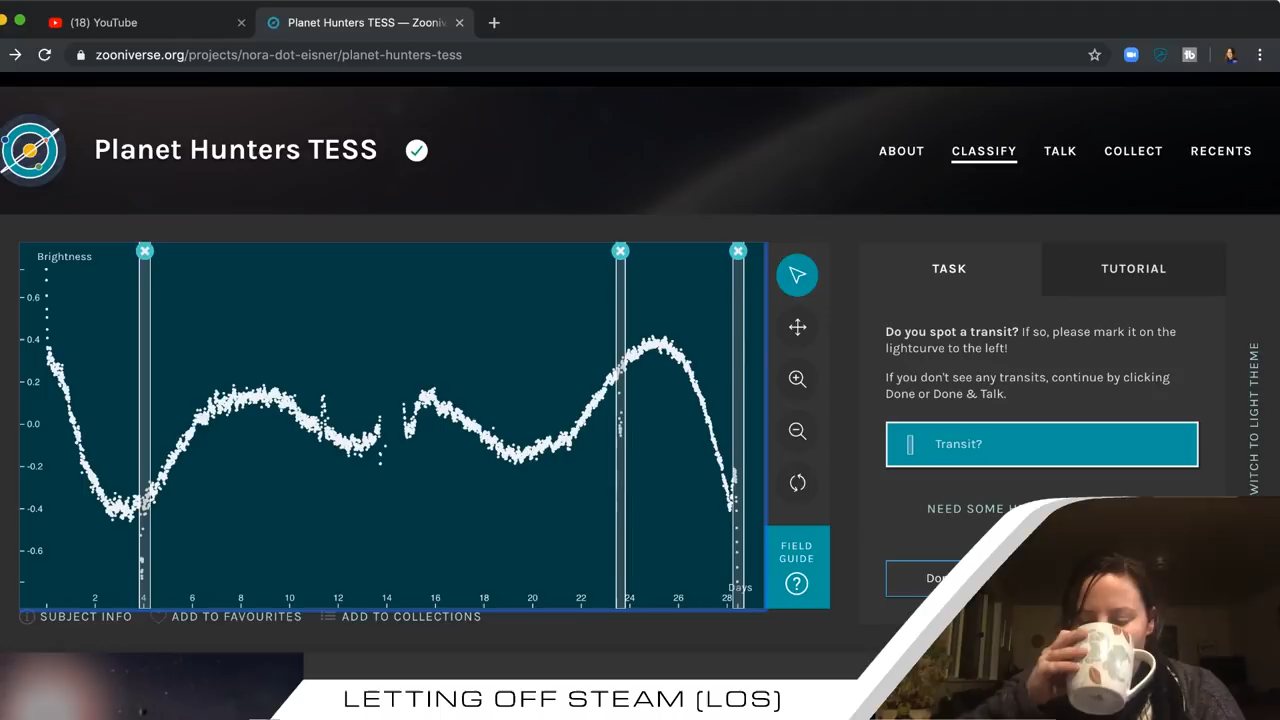 (18) YouTube
Planet Hunters TESS — Zooniv
zooniverse.org/projects/nora-dot-eisner/planet-hunters-tess
tb
Planet Hunters TESS
ABOUT
CLASSIFY
TALK
COLLECT
RECENTS
Brightness
0.6
0.4
0.2
0.0
-0.2
-0.4
-0.6
2 4 6 8 10 12 14 16 18 20 22 24 26 28
Days
FIELD
GUIDE
?
TASK
TUTORIAL
Do you spot a transit? If so, please mark it on the
lightcurve to the left!
If you don't see any transits, continue by clicking
Done or Done & Talk.
Transit?
NEED SOME
SUBJECT INFO
ADD TO FAVOURITES
ADD TO COLLECTIONS
TO LIGHT THEME
LETTING OFF STEAM (LOS)